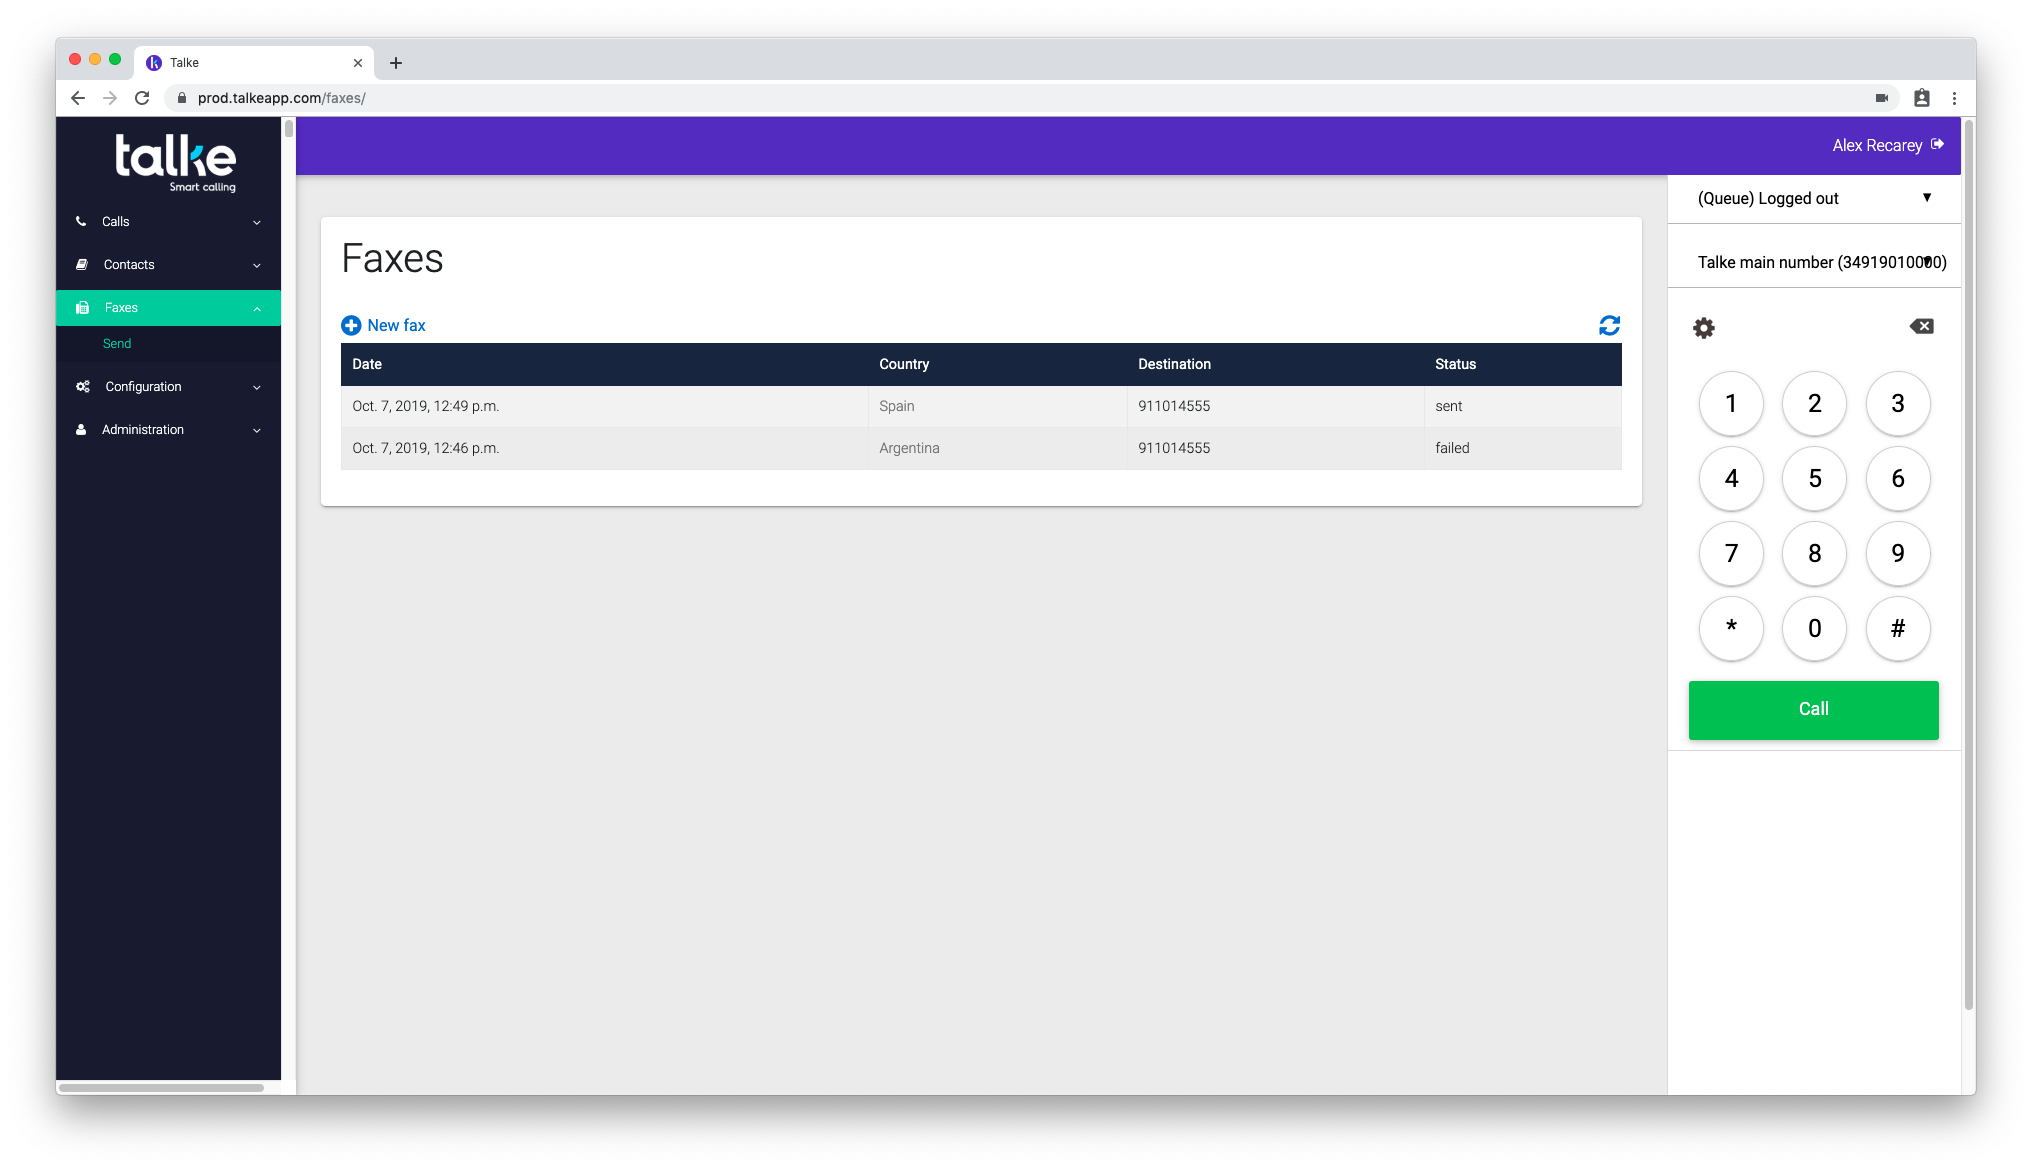 Talke
prod.talkeapp.com/faxes/
talke
Smart calling
Alex Recarey
Calls
Contacts
Faxes
Send
Configuration
Administration
Faxes
New fax
Date Country Destination Status
Oct. 7, 2019, 12:49 p.m. Spain 911014555 sent
Oct. 7, 2019, 12:46 p.m. Argentina 911014555 failed
(Queue) Logged out
Talke main number (34919010000)
1 2 3
4 5 6
7 8 9
* 0 #
Call